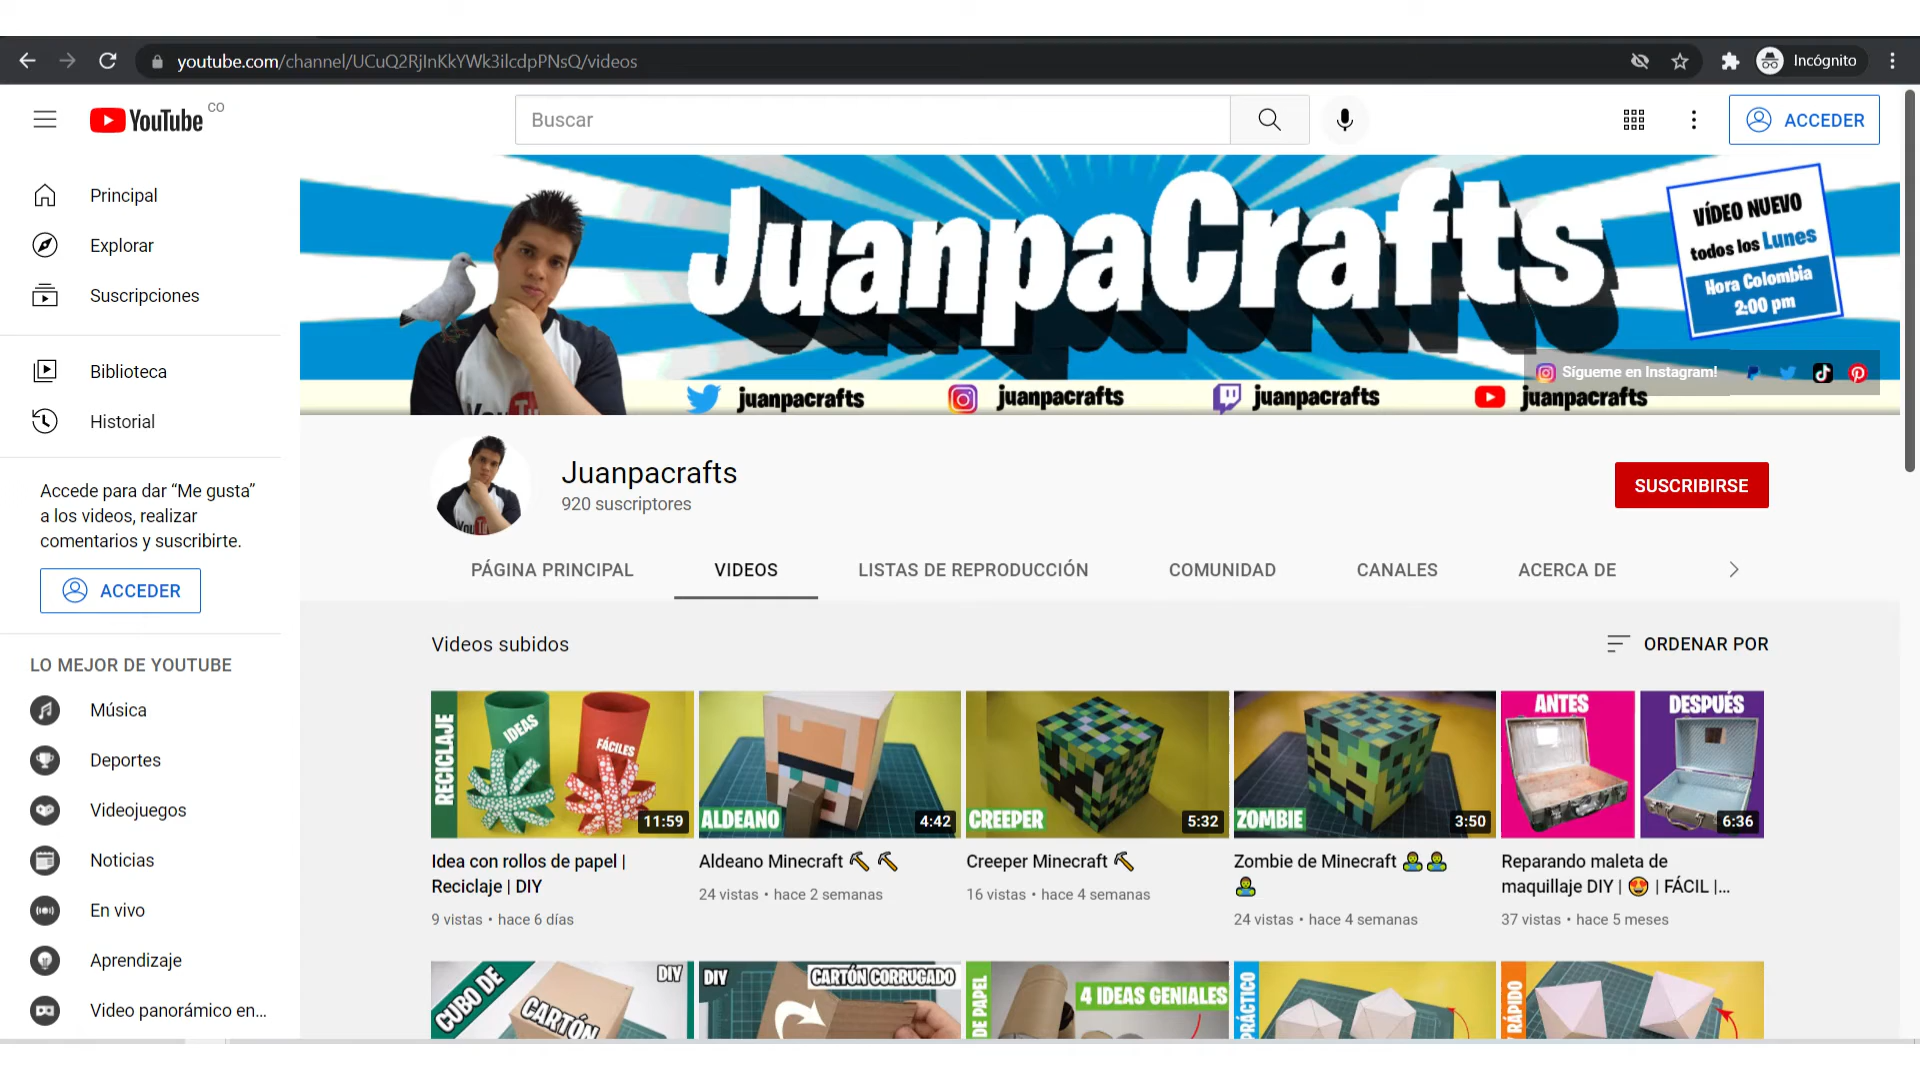 youtube.com/channel/UCuQ2RjInKkYWk3ilcdpPNsQ/videos
Incógnito
YouTube CO
Buscar
ACCEDER
Principal
Explorar
Suscripciones
Biblioteca
Historial
Accede para dar “Me gusta”
a los videos, realizar
comentarios y suscribirte.
ACCEDER
LO MEJOR DE YOUTUBE
Música
Deportes
Videojuegos
Noticias
En vivo
Aprendizaje
Video panorámico en...
JuanpaCrafts
VÍDEO NUEVO
todos los Lunes
Hora Colombia
2:00 pm
Sígueme en Instagram!
juanpacrafts
juanpacrafts
juanpacrafts
juanpacrafts
Juanpacrafts
920 suscriptores
SUSCRIBIRSE
PÁGINA PRINCIPAL
VIDEOS
LISTAS DE REPRODUCCIÓN
COMUNIDAD
CANALES
ACERCA DE
Videos subidos
ORDENAR POR
RECICLAJE
IDEAS
FÁCILES
11:59
Idea con rollos de papel |
Reciclaje | DIY
9 vistas • hace 6 días
ALDEANO
4:42
Aldeano Minecraft ⛏️ ⛏️
24 vistas • hace 2 semanas
CREEPER
5:32
Creeper Minecraft ⛏️
16 vistas • hace 4 semanas
ZOMBIE
3:50
Zombie de Minecraft 🧟‍♂️ 🧟‍♂️
🧟‍♂️
24 vistas • hace 4 semanas
ANTES
DESPUÉS
6:36
Reparando maleta de
maquillaje DIY | 😍 | FÁCIL |...
37 vistas • hace 5 meses
CUBO DE
CARTÓN
DIY
DIY
CARTÓN CORRUGADO
DE PAPEL
4 IDEAS GENIALES
PRÁCTICO
RÁPIDO